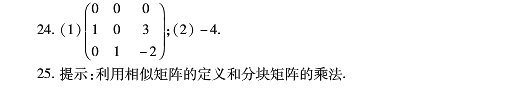 24. (1) (0 0 0
1 0 3
0 1 -2); (2) -4.
25. 提示:利用相似矩阵的定义和分块矩阵的乘法.